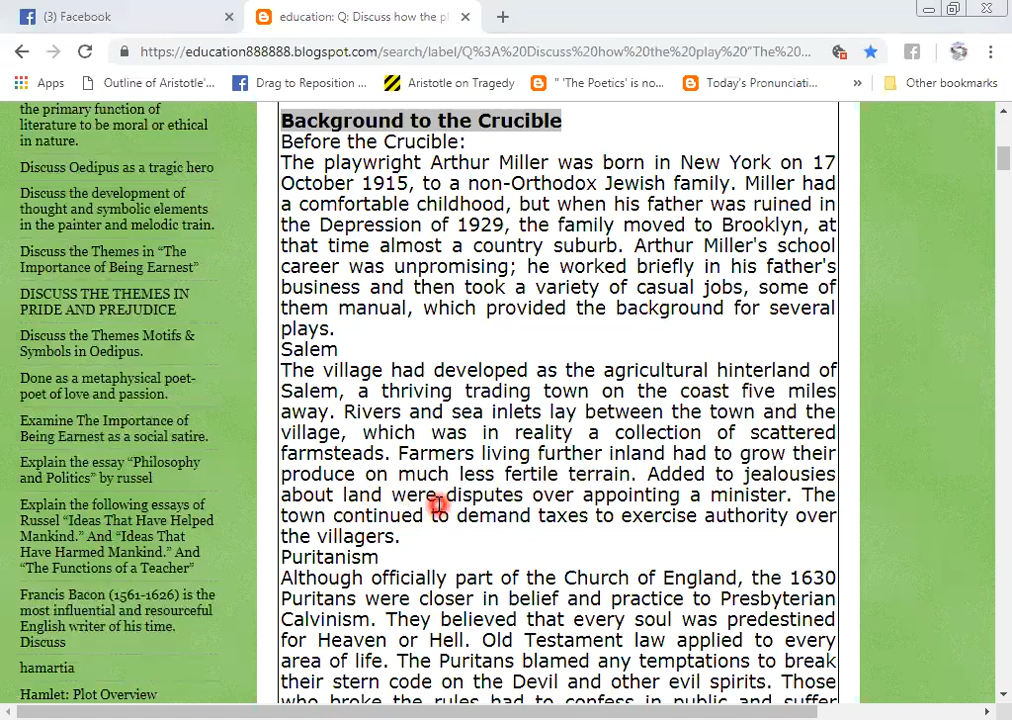 (3) Facebook
education: Q: Discuss how the pl
https://education888888.blogspot.com/search/label/Q%3A%20Discuss%20how%20the%20play%20"The%20...
Apps
Outline of Aristotle'...
Drag to Reposition ...
Aristotle on Tragedy
" 'The Poetics' is no...
Today's Pronunciati...
»
Other bookmarks
the primary function of
literature to be moral or ethical
in nature.
Discuss Oedipus as a tragic hero
Discuss the development of
thought and symbolic elements
in the painter and melodic train.
Discuss the Themes in "The
Importance of Being Earnest"
DISCUSS THE THEMES IN
PRIDE AND PREJUDICE
Discuss the Themes Motifs &
Symbols in Oedipus.
Done as a metaphysical poet-
poet of love and passion.
Examine The Importance of
Being Earnest as a social satire.
Explain the essay "Philosophy
and Politics" by russel
Explain the following essays of
Russel "Ideas That Have Helped
Mankind." And "Ideas That
Have Harmed Mankind." And
"The Functions of a Teacher"
Francis Bacon (1561-1626) is the
most influential and resourceful
English writer of his time.
Discuss
hamartia
Hamlet: Plot Overview
Background to the Crucible
Before the Crucible:
The playwright Arthur Miller was born in New York on 17
October 1915, to a non-Orthodox Jewish family. Miller had
a comfortable childhood, but when his father was ruined in
the Depression of 1929, the family moved to Brooklyn, at
that time almost a country suburb. Arthur Miller's school
career was unpromising; he worked briefly in his father's
business and then took a variety of casual jobs, some of
them manual, which provided the background for several
plays.
Salem
The village had developed as the agricultural hinterland of
Salem, a thriving trading town on the coast five miles
away. Rivers and sea inlets lay between the town and the
village, which was in reality a collection of scattered
farmsteads. Farmers living further inland had to grow their
produce on much less fertile terrain. Added to jealousies
about land were disputes over appointing a minister. The
town continued to demand taxes to exercise authority over
the villagers.
Puritanism
Although officially part of the Church of England, the 1630
Puritans were closer in belief and practice to Presbyterian
Calvinism. They believed that every soul was predestined
for Heaven or Hell. Old Testament law applied to every
area of life. The Puritans blamed any temptations to break
their stern code on the Devil and other evil spirits. Those
who broke the rules had to confess in public and suffer